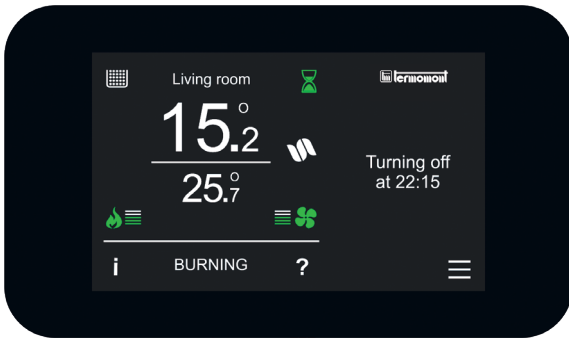 Living room
termomont
15.2°
25.7°
Turning off
at 22:15
i
BURNING
?